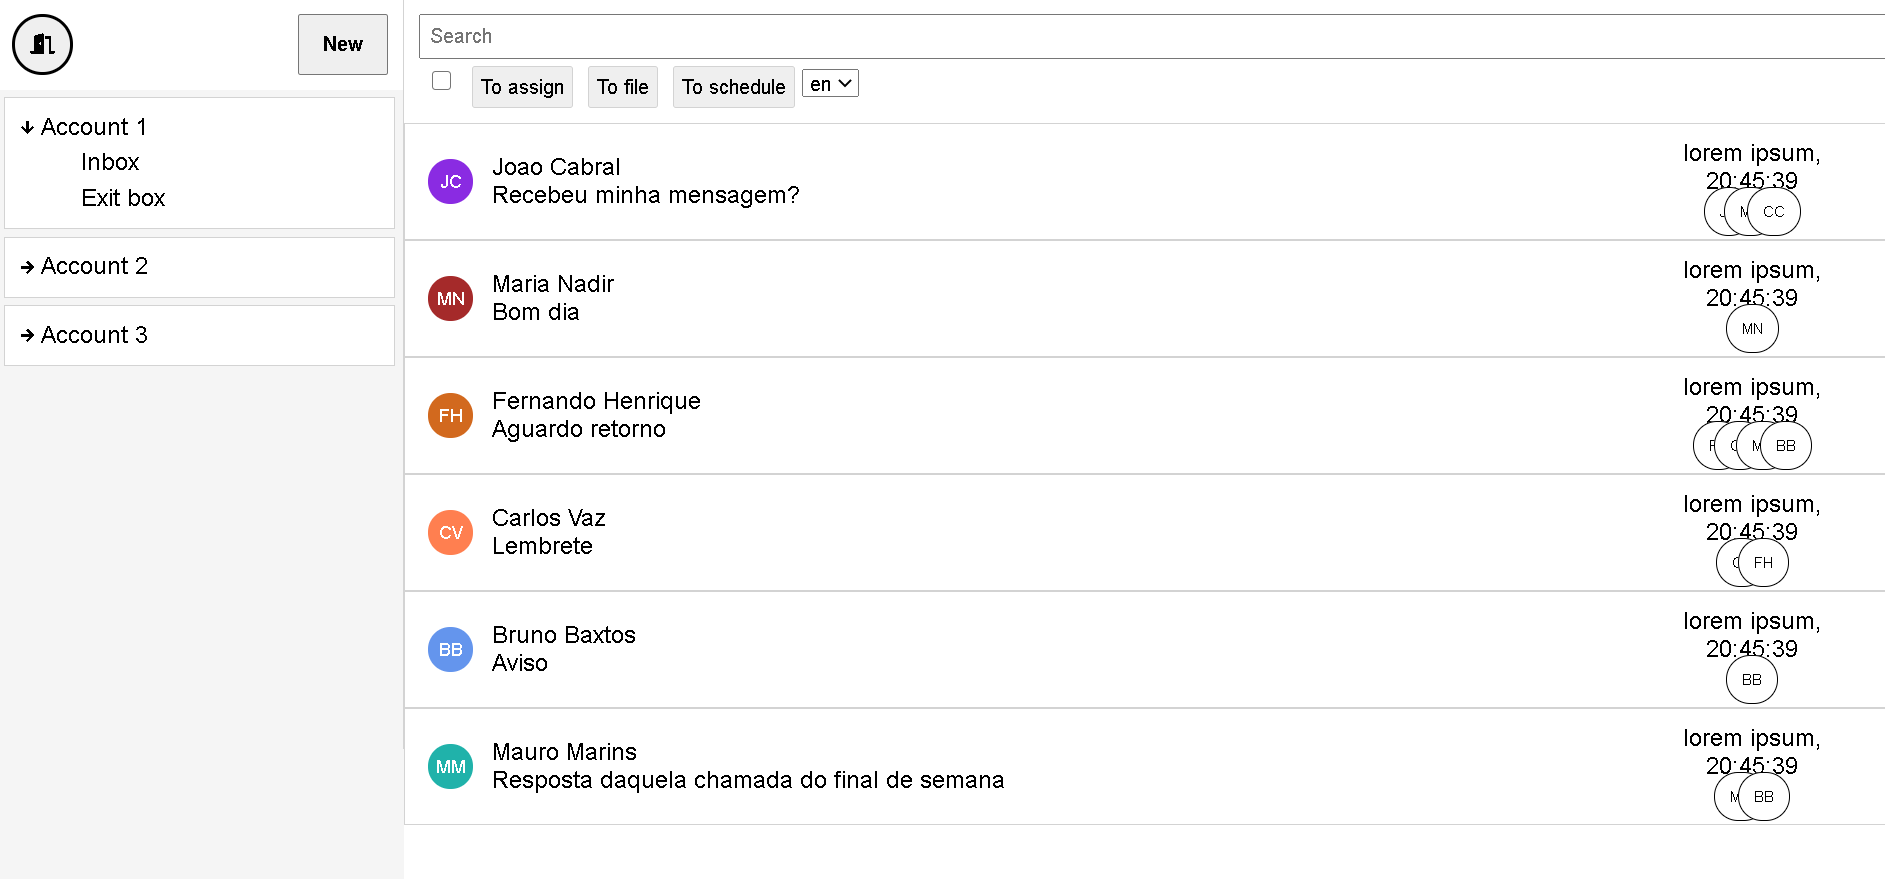 New
Account 1
Inbox
Exit box
Account 2
Account 3
Search
To assign To file To schedule en
JC
Joao Cabral
Recebeu minha mensagem?
lorem ipsum,
20:45:39
CC
MN
Maria Nadir
Bom dia
lorem ipsum,
20:45:39
MN
FH
Fernando Henrique
Aguardo retorno
lorem ipsum,
20:45:39
BB
CV
Carlos Vaz
Lembrete
lorem ipsum,
20:45:39
FH
BB
Bruno Baxtos
Aviso
lorem ipsum,
20:45:39
BB
MM
Mauro Marins
Resposta daquela chamada do final de semana
lorem ipsum,
20:45:39
BB